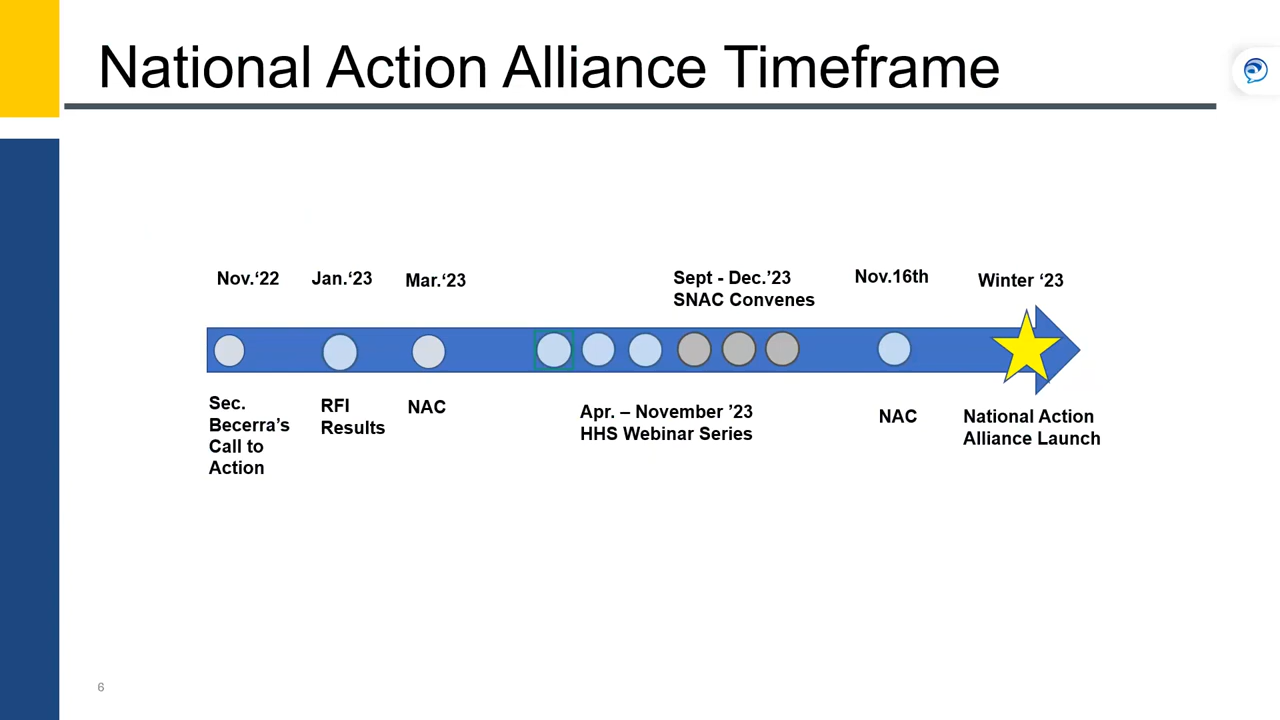 National Action Alliance Timeframe
Nov.‘22
Jan.‘23
Mar.‘23
Sept - Dec.’23
SNAC Convenes
Nov.16th
Winter ‘23
Sec.
Becerra’s
Call to
Action
RFI
Results
NAC
Apr. – November ’23
HHS Webinar Series
NAC
National Action
Alliance Launch
6